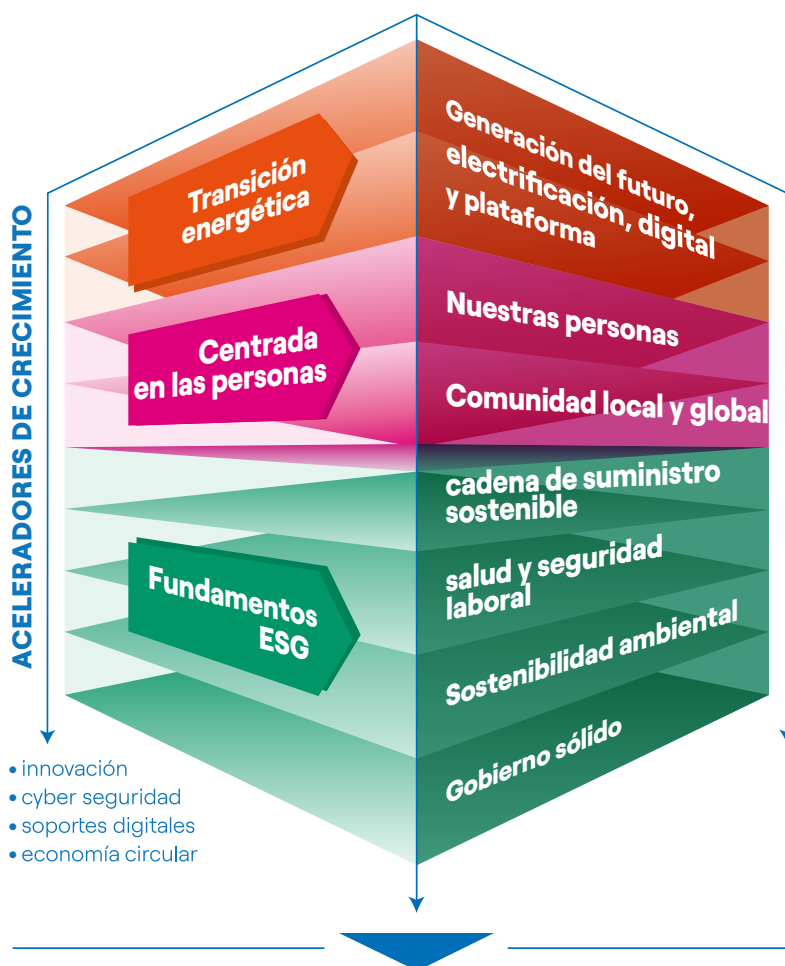 ACELERADORES DE CRECIMIENTO
Transición
energética
Generación del futuro,
electrificación, digital
y plataforma
Centrada
en las personas
Nuestras personas
Comunidad local y global
Fundamentos
ESG
cadena de suministro
sostenible
salud y seguridad
laboral
Sostenibilidad ambiental
Gobierno sólido
• innovación
• cyber seguridad
• soportes digitales
• economía circular